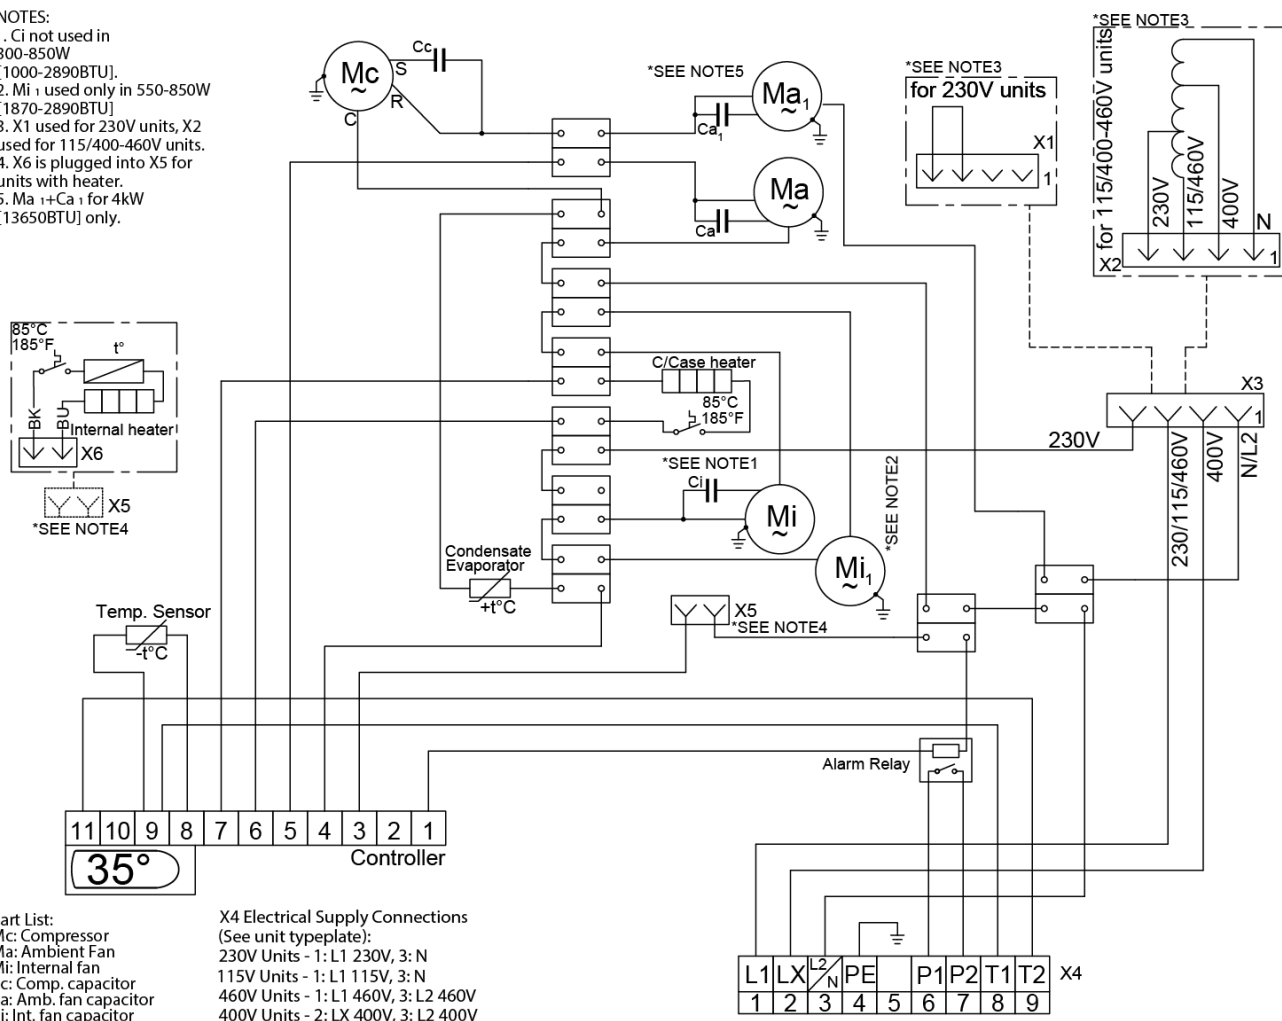 NOTES:
. Ci not used in
300-850W
[1000-2890BTU].
2. Mi 1 used only in 550-850W
[1870-2890BTU]
3. X1 used for 230V units, X2
used for 115/400-460V units.
4. X6 is plugged into X5 for
units with heater.
5. Ma 1+Ca 1 for 4kW
[13650BTU] only.
Mc
~
S
R
C
Cc
*SEE NOTE5
Ma1
~
Ca1
Ma
~
Ca
*SEE NOTE3
for 230V units
X1
1
*SEE NOTE3
for 115/400-460V units
230V
115/460V
400V
N
X2
1
85°C
185°F
t°
BK
BU
Internal heater
X6
X5
*SEE NOTE4
C/Case heater
85°C
185°F
*SEE NOTE1
Ci
Mi
~
*SEE NOTE2
Mi1
~
X3
1
230V
230/115/460V
400V
N/L2
Condensate
Evaporator
+t°C
X5
*SEE NOTE4
Temp. Sensor
-t°C
Alarm Relay
11 10 9 8 7 6 5 4 3 2 1
Controller
35°
art List:
Mc: Compressor
Ma: Ambient Fan
Mi: Internal fan
c: Comp. capacitor
a: Amb. fan capacitor
i: Int. fan capacitor
X4 Electrical Supply Connections
(See unit typeplate):
230V Units - 1: L1 230V, 3: N
115V Units - 1: L1 115V, 3: N
460V Units - 1: L1 460V, 3: L2 460V
400V Units - 2: LX 400V, 3: L2 400V
L1 LX L2/N PE P1 P2 T1 T2 X4
1 2 3 4 5 6 7 8 9